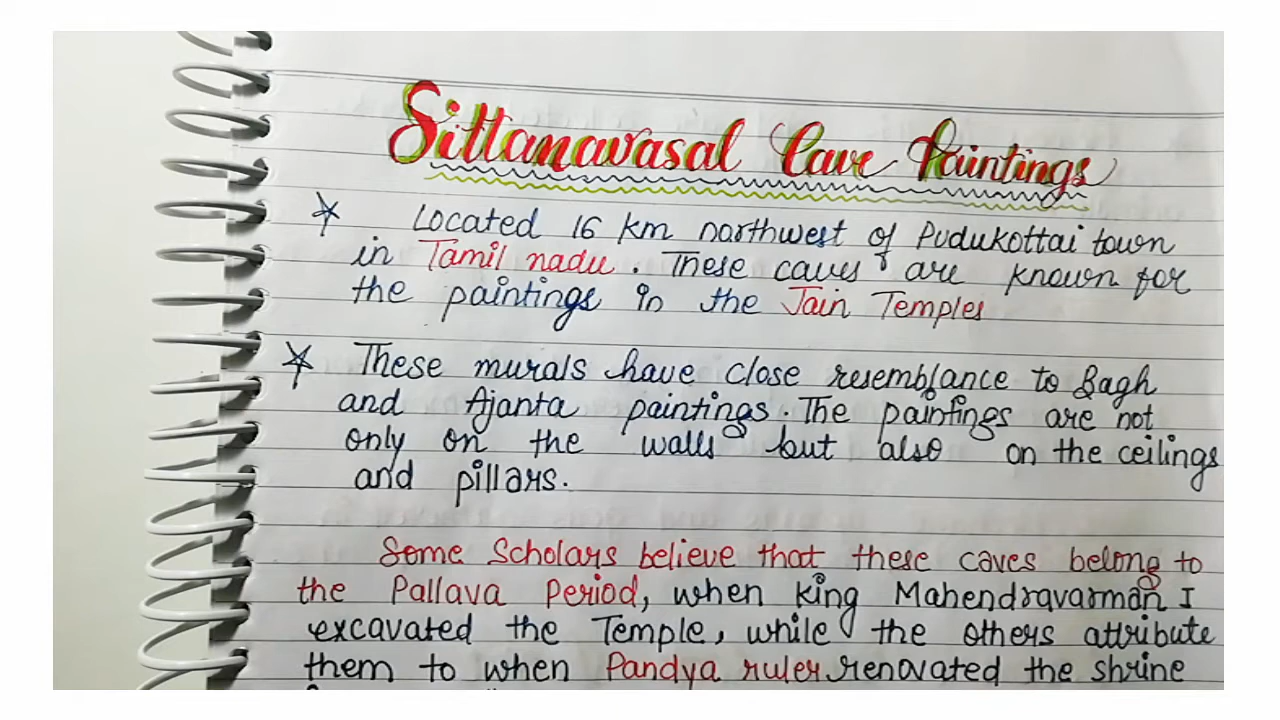 Sittanavasal Cave Paintings
☆ Located 16 km northwest of Pudukottai town
in Tamil nadu. These caves are known for
the paintings in the Jain Temples
☆ These murals have close resemblance to Bagh
and Ajanta paintings. The paintings are not
only on the walls but also on the ceilings
and pillars.
Some Scholars believe that these caves belong to
the Pallava Period, when king Mahendravarman I
excavated the Temple, while the others attribute
them to when Pandya ruler renovated the shrine